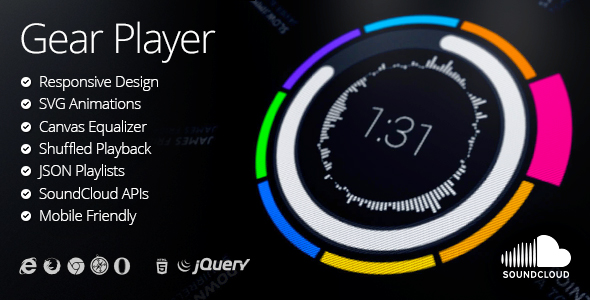 Gear Player
Responsive Design
SVG Animations
Canvas Equalizer
Shuffled Playback
JSON Playlists
SoundCloud APIs
Mobile Friendly
1:31
5
jQuery
SOUNDCLOUD